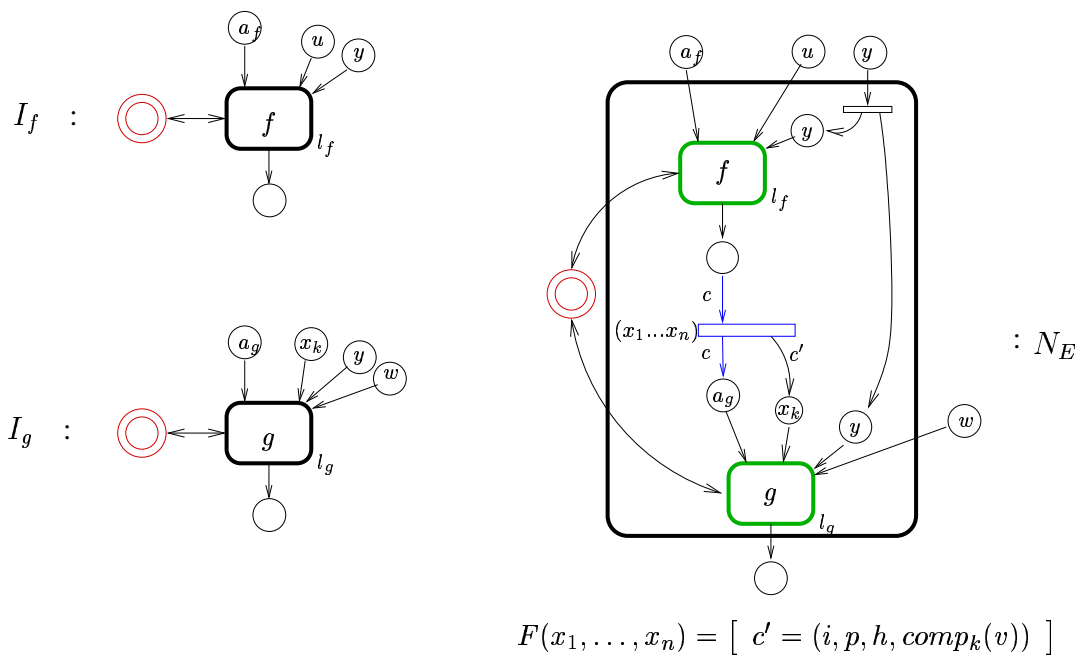 a_f u y
I_f : f l_f
a_g x_k y w
I_g : g l_g
a_f u y
y
f l_f
c
(x_1...x_n)
c c'
a_g x_k y w
g l_g
: N_E
F(x_1, . . . , x_n) = [ c' = (i, p, h, comp_k(v)) ]